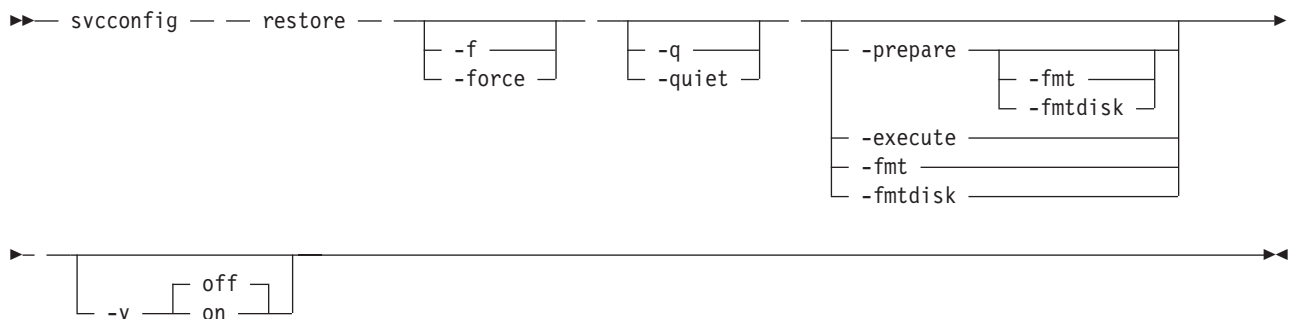 svcconfig restore
-f -q -prepare
-force -quiet -fmt
-fmtdisk
-execute
-fmt
-fmtdisk
off
-v on